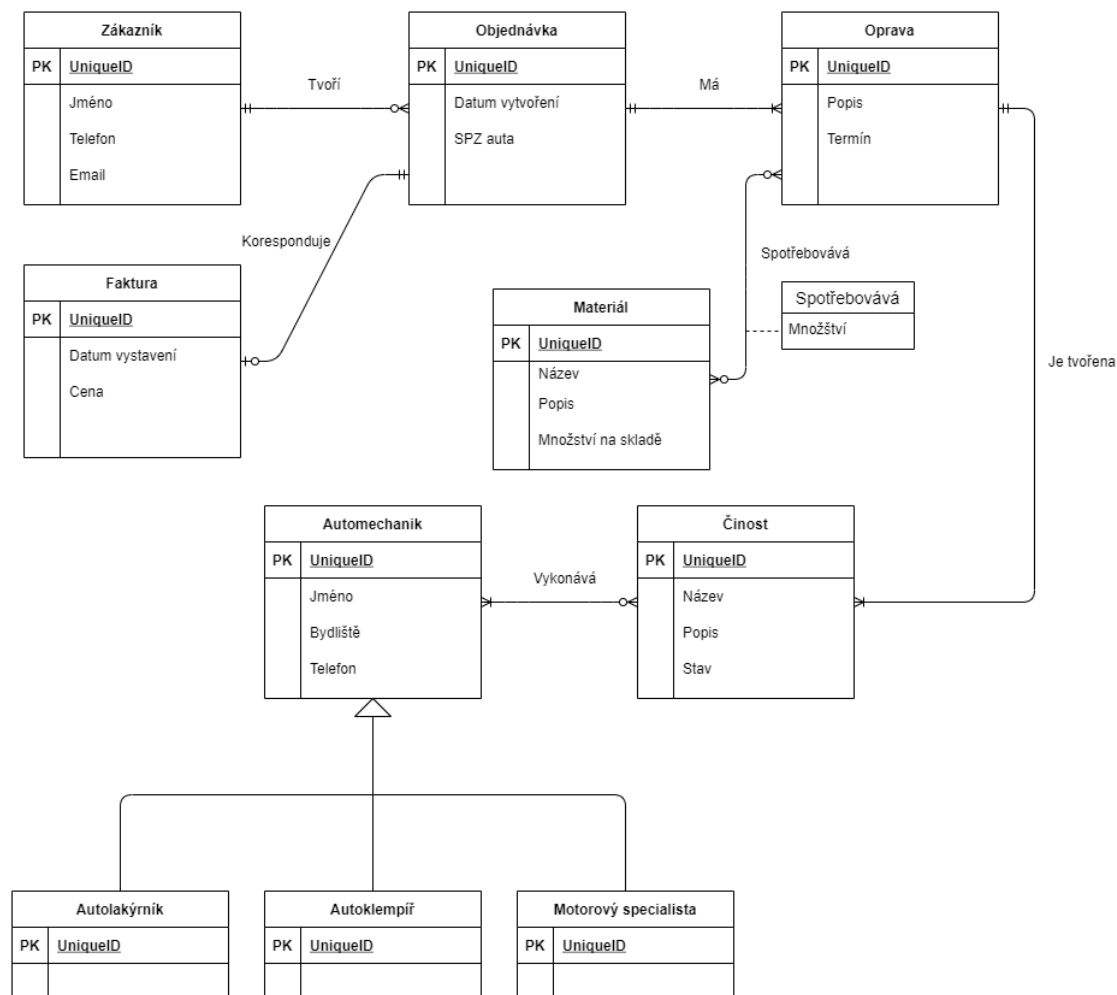 Zákazník
PK UniqueID
Jméno
Telefon
Email
Tvoří
Objednávka
PK UniqueID
Datum vytvoření
SPZ auta
Má
Oprava
PK UniqueID
Popis
Termín
Koresponduje
Faktura
PK UniqueID
Datum vystavení
Cena
Spotřebovává
Materiál
PK UniqueID
Název
Popis
Množství na skladě
Spotřebovává
Množštví
Je tvořena
Automechanik
PK UniqueID
Jméno
Bydliště
Telefon
Vykonává
Činost
PK UniqueID
Název
Popis
Stav
Autolakýrník
PK UniqueID
Autoklempíř
PK UniqueID
Motorový specialista
PK UniqueID